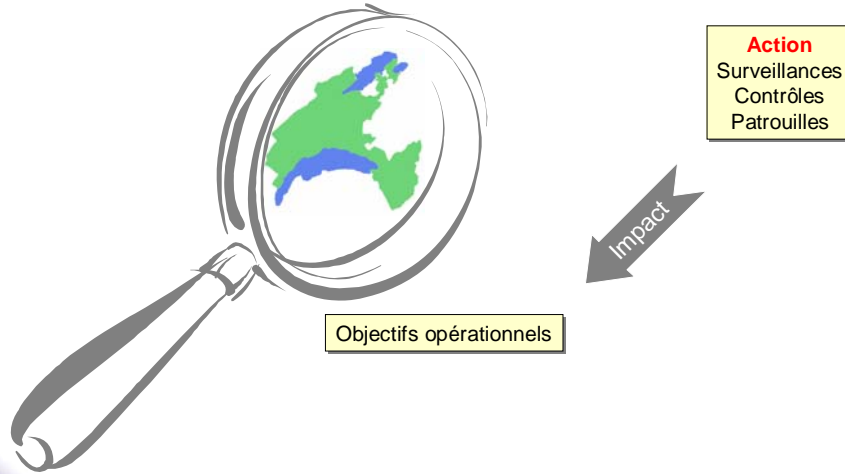 Action
Surveillances
Contrôles
Patrouilles
Impact
Objectifs opérationnels